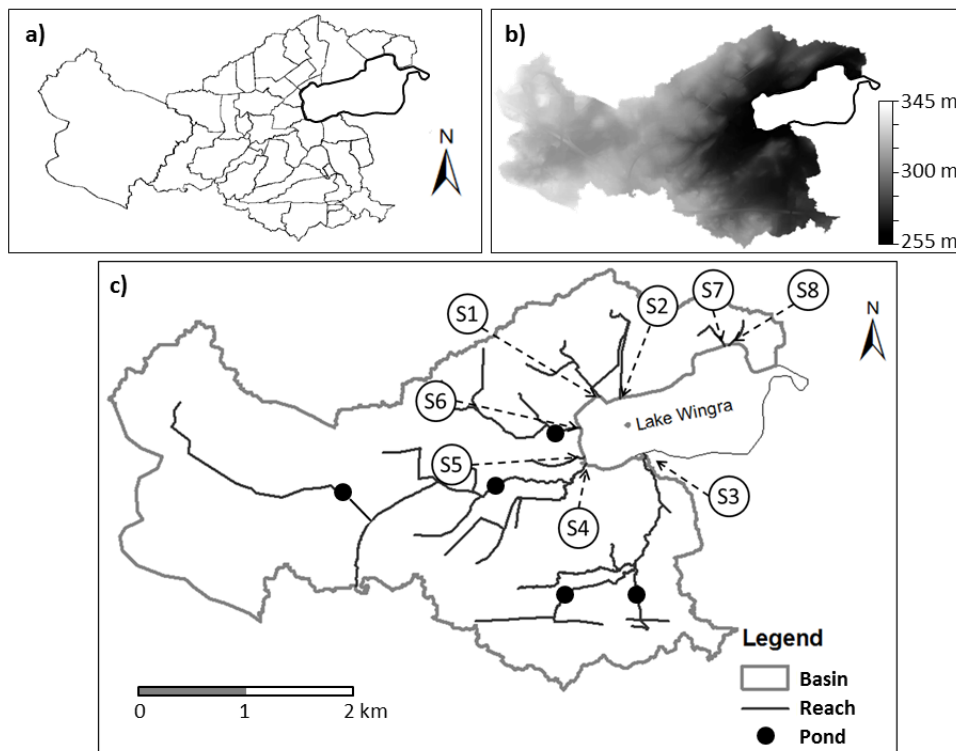 a)
N
b)
345 m
300 m
255 m
c)
S1
S2
S7
S8
N
S6
Lake Wingra
S5
S4
S3
Legend
Basin
Reach
Pond
0 1 2 km